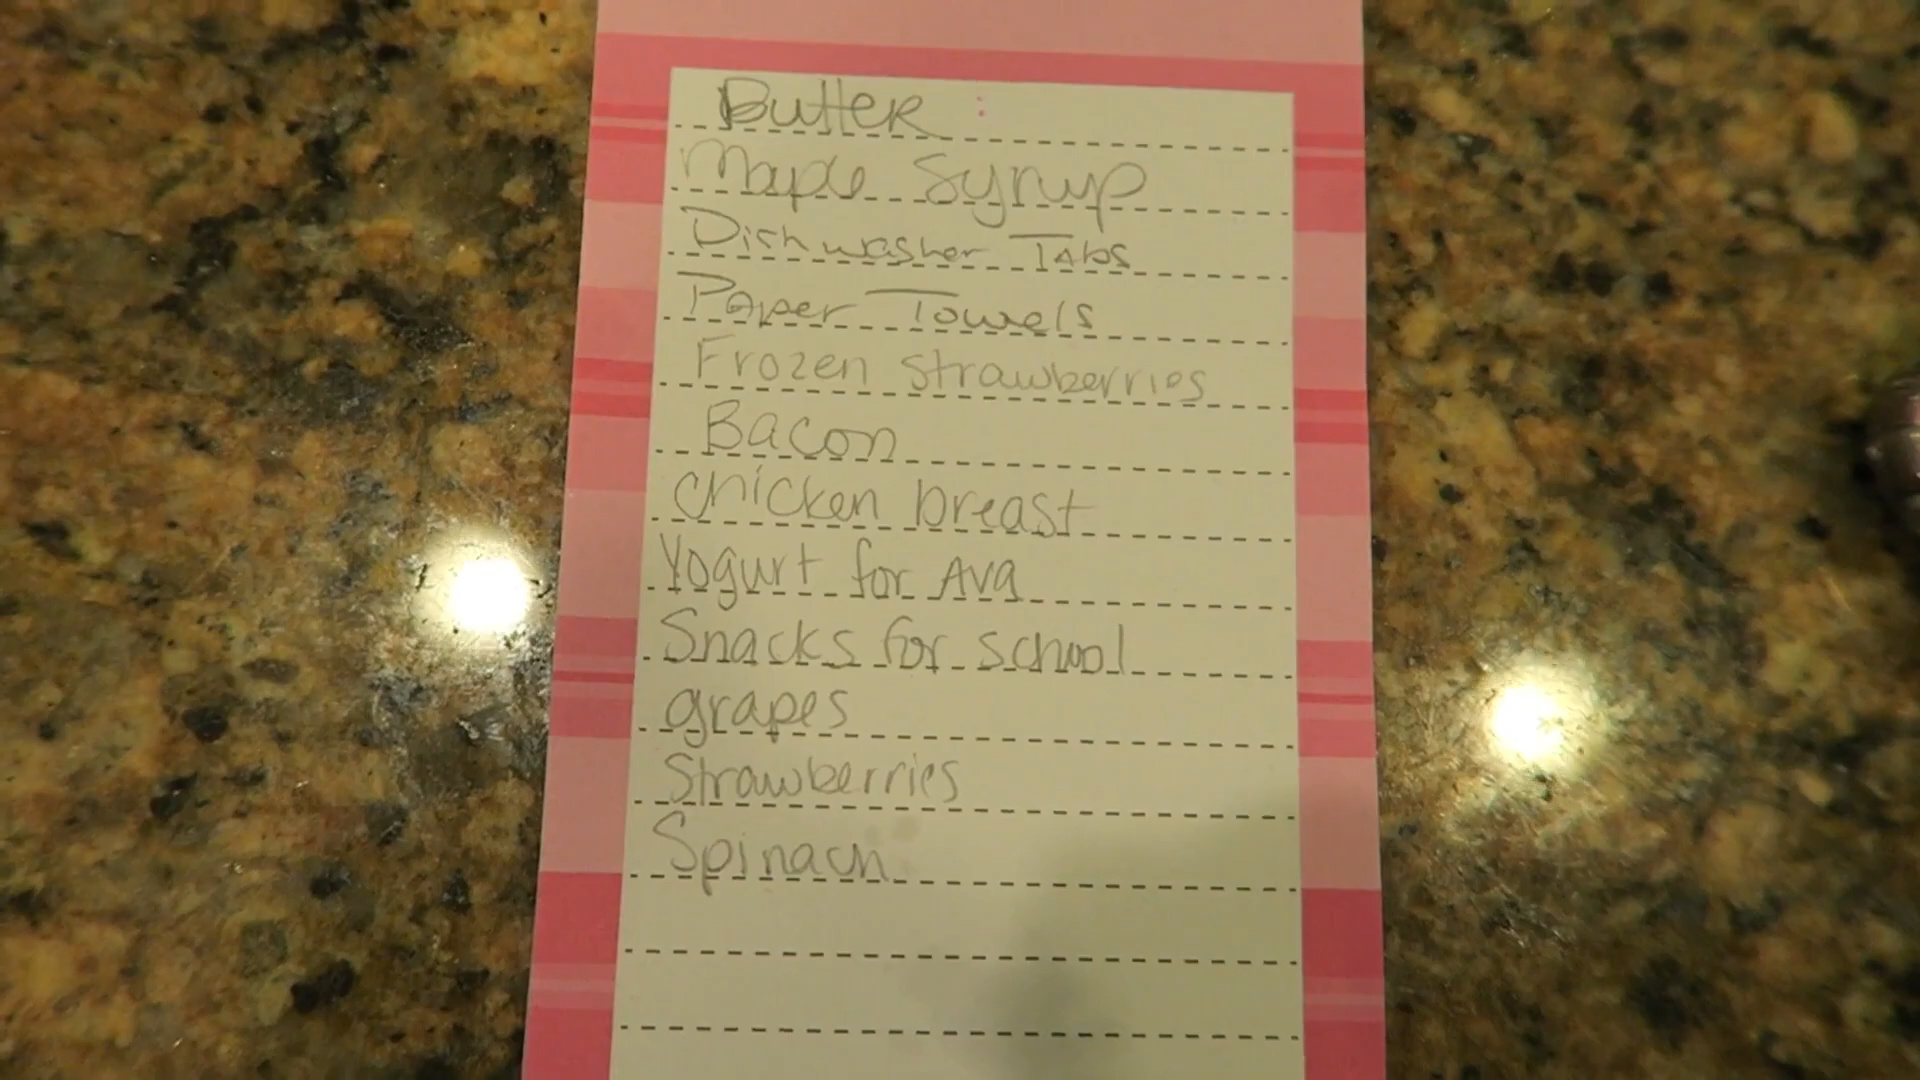 Butter
Maple Syrup
Dishwasher Tabs
Paper Towels
Frozen Strawberries
Bacon
chicken breast
Yogurt for Ava
Snacks for school
grapes
Strawberries
Spinach